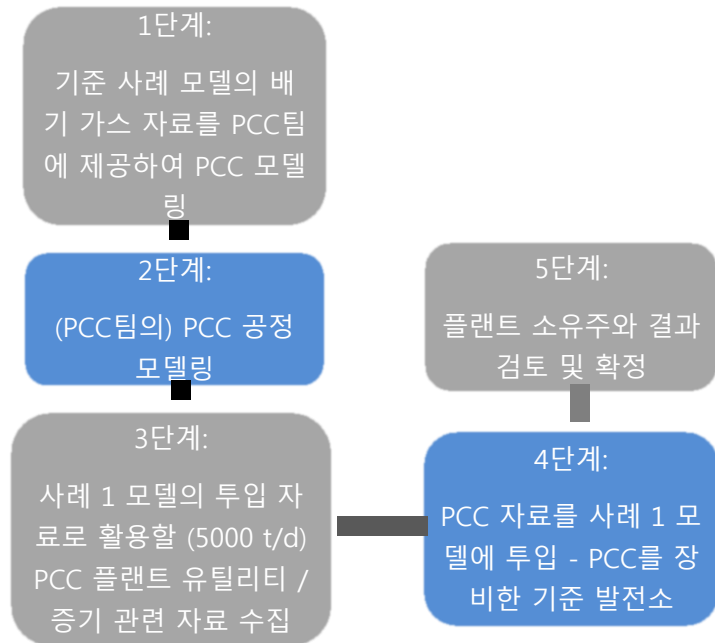 1단계:
기준 사례 모델의 배
기 가스 자료를 PCC팀
에 제공하여 PCC 모델
링
2단계:
(PCC팀의) PCC 공정
모델링
3단계:
사례 1 모델의 투입 자
료로 활용할 (5000 t/d)
PCC 플랜트 유틸리티 /
증기 관련 자료 수집
4단계:
PCC 자료를 사례 1 모
델에 투입 - PCC를 장
비한 기준 발전소
5단계:
플랜트 소유주와 결과
검토 및 확정